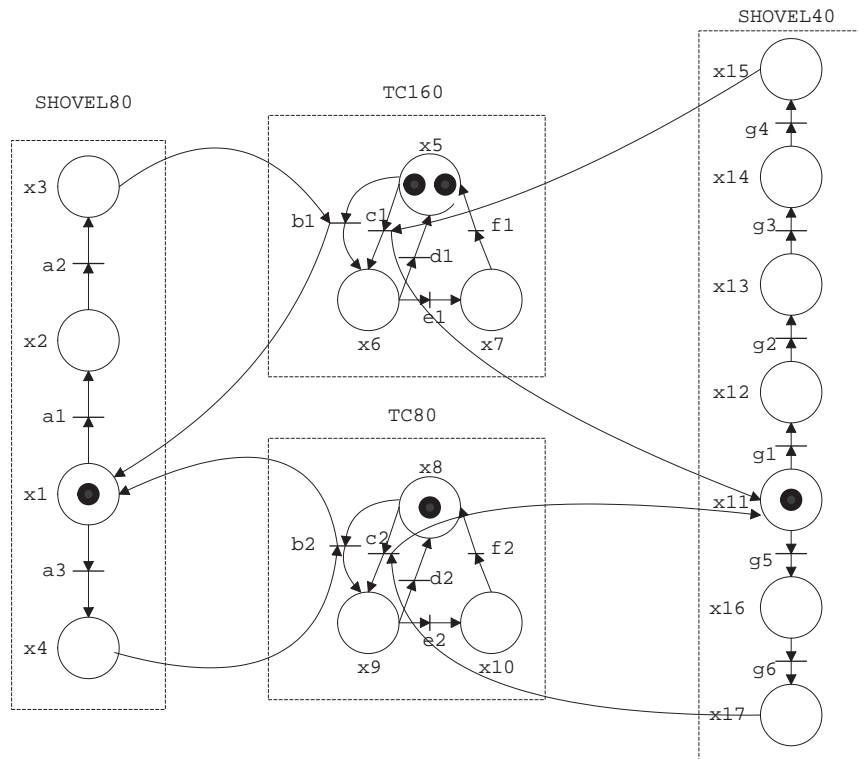 SHOVEL40
SHOVEL80
TC160
x15
g4
x14
g3
x13
g2
x12
g1
x11
g5
x16
g6
x17
x3
a2
x2
a1
x1
a3
x4
x5
b1
c1
f1
d1
e1
x6
x7
TC80
x8
b2
c2
f2
d2
e2
x9
x10